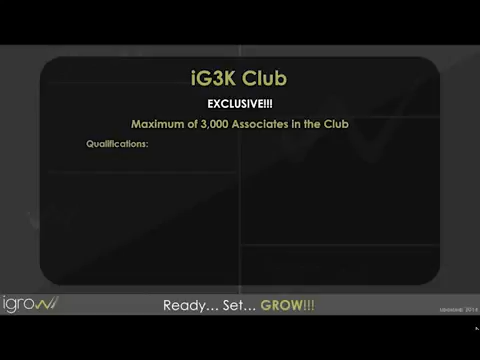 iG3K Club
EXCLUSIVE!!!
Maximum of 3,000 Associates in the Club
Qualifications:
igrow
Ready... Set... GROW!!!